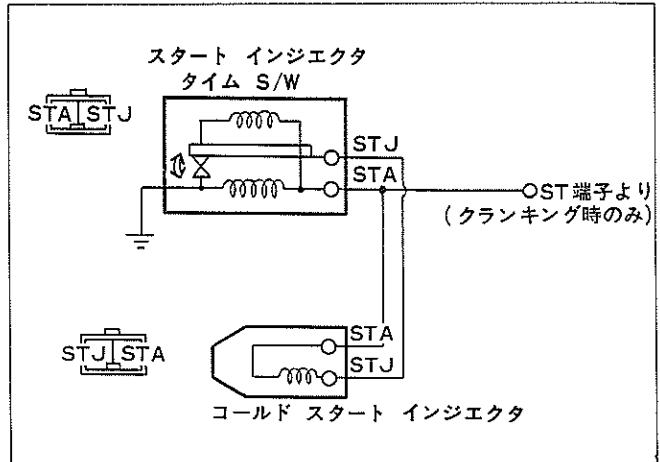 スタート インジエクタ
タイム S/W
STA STJ
STJ
STA
ST端子より
(クランキング時のみ)
STA
STJ STA
STJ
コールド スタート インジエクタ